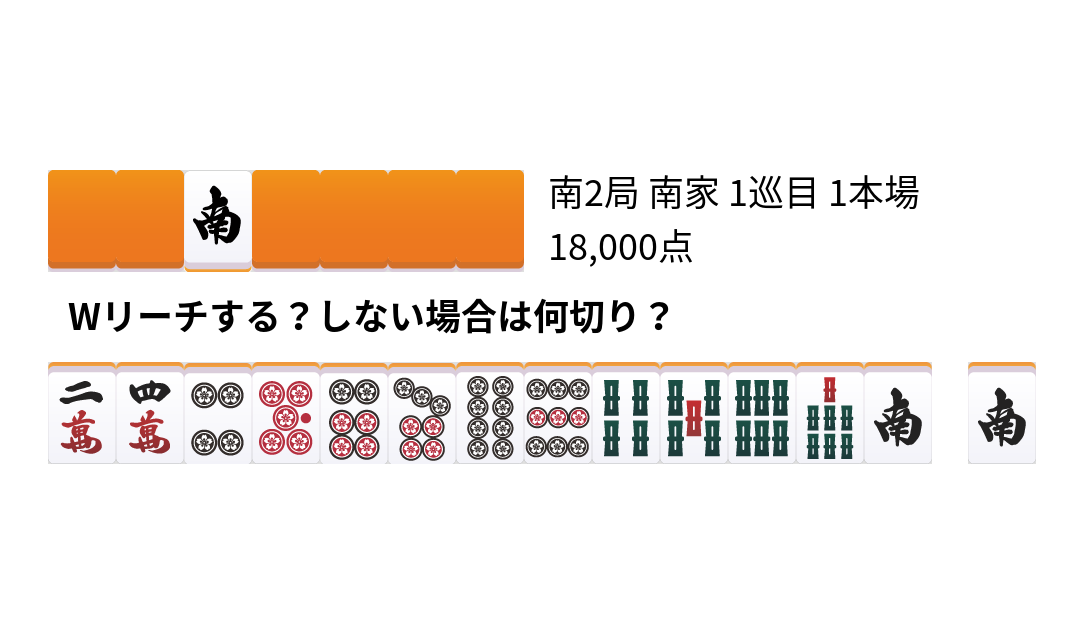 南
南2局 南家 1巡目 1本場
18,000点
Wリーチする？しない場合は何切り？
二萬 四萬 南 南